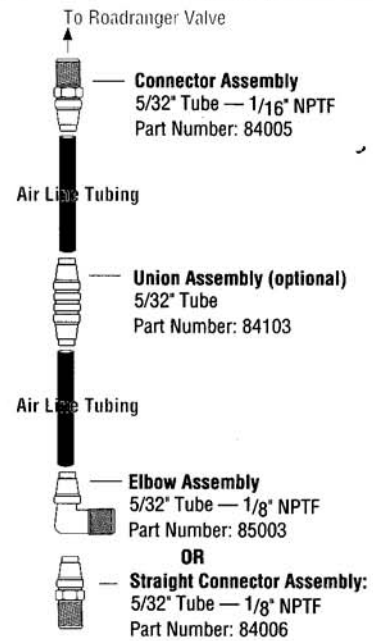 To Roadranger Valve
Connector Assembly
5/32" Tube — 1/16" NPTF
Part Number: 84005
Air Line Tubing
Union Assembly (optional)
5/32" Tube
Part Number: 84103
Air Line Tubing
Elbow Assembly
5/32" Tube — 1/8" NPTF
Part Number: 85003
OR
Straight Connector Assembly:
5/32" Tube — 1/8" NPTF
Part Number: 84006